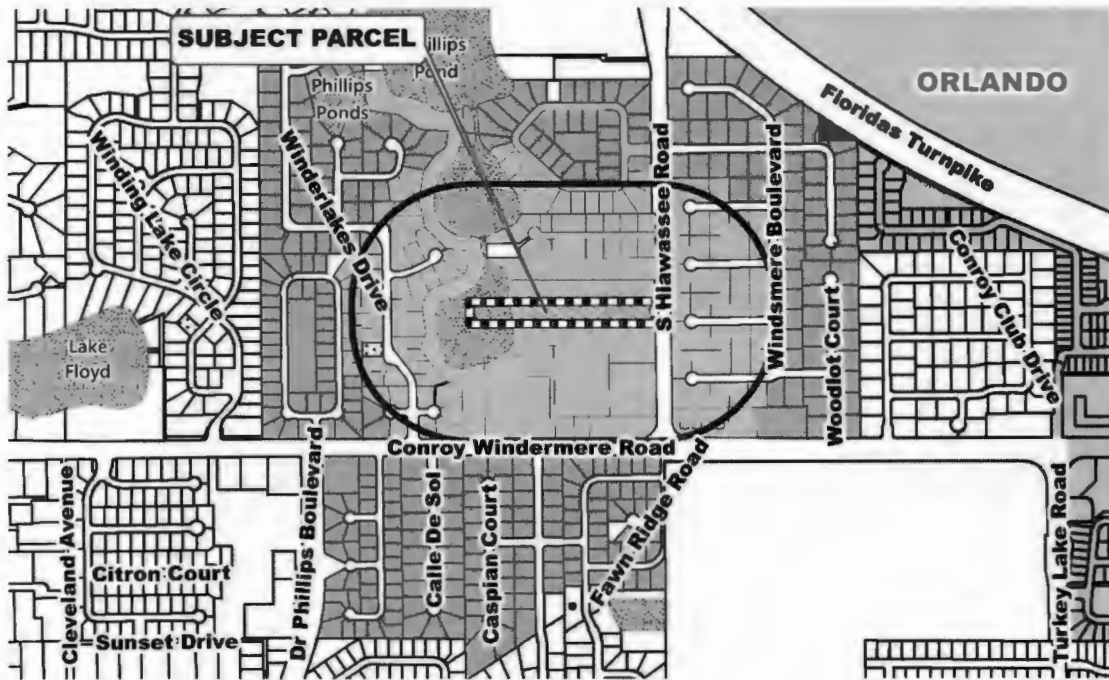 SUBJECT PARCEL
illips
Pond
Phillips
Ponds
ORLANDO
Floridas Turnpike
Winding Lake Circle
Winderlakes Drive
S Hiawassee Road
Windsmere Boulevard
Woodlot Court
Conroy Club Drive
Lake
Floyd
Conroy Windermere Road
Cleveland Avenue
Citron Court
Sunset Drive
Dr Phillips Boulevard
Calle De Sol
Caspian Court
Fawn Ridge Road
Turkey Lake Road